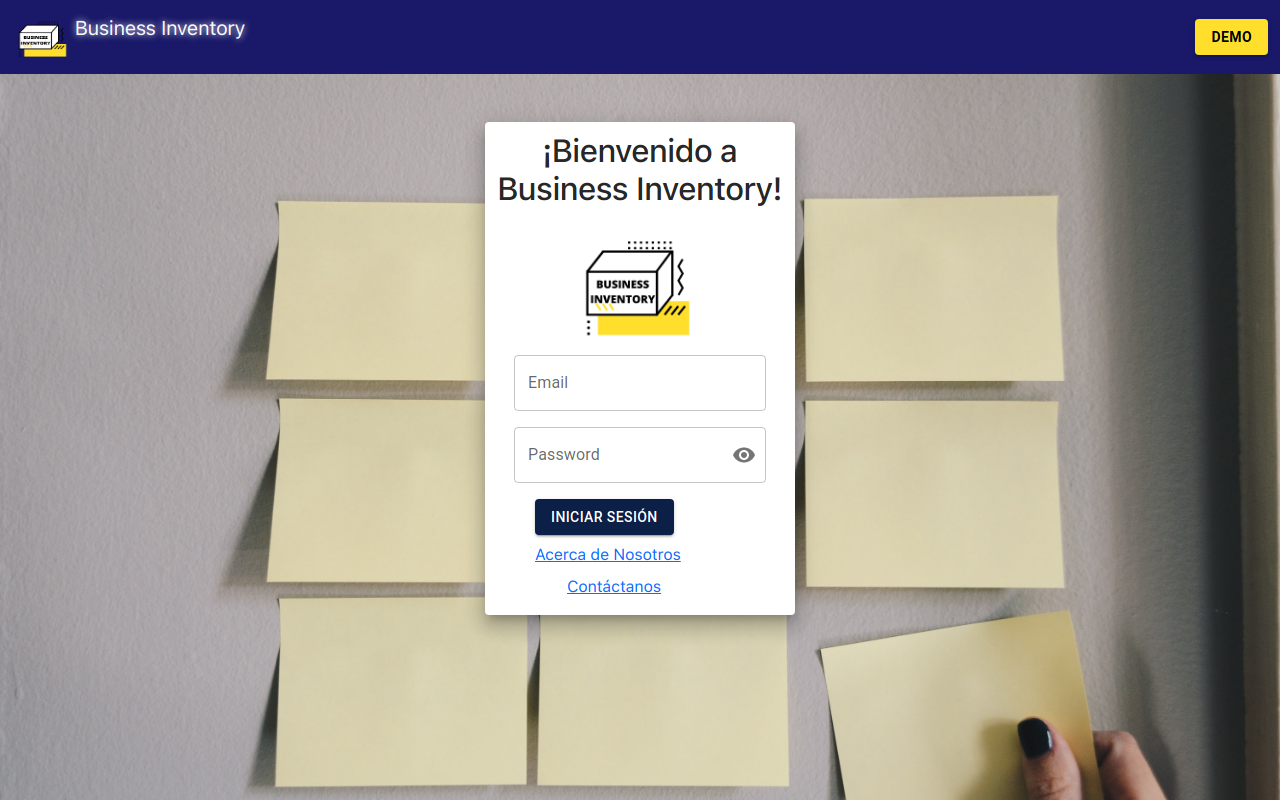 BUSINESS
INVENTORY
Business Inventory
DEMO
¡Bienvenido a
Business Inventory!
BUSINESS
INVENTORY
Email
Password
INICIAR SESIÓN
Acerca de Nosotros
Contáctanos